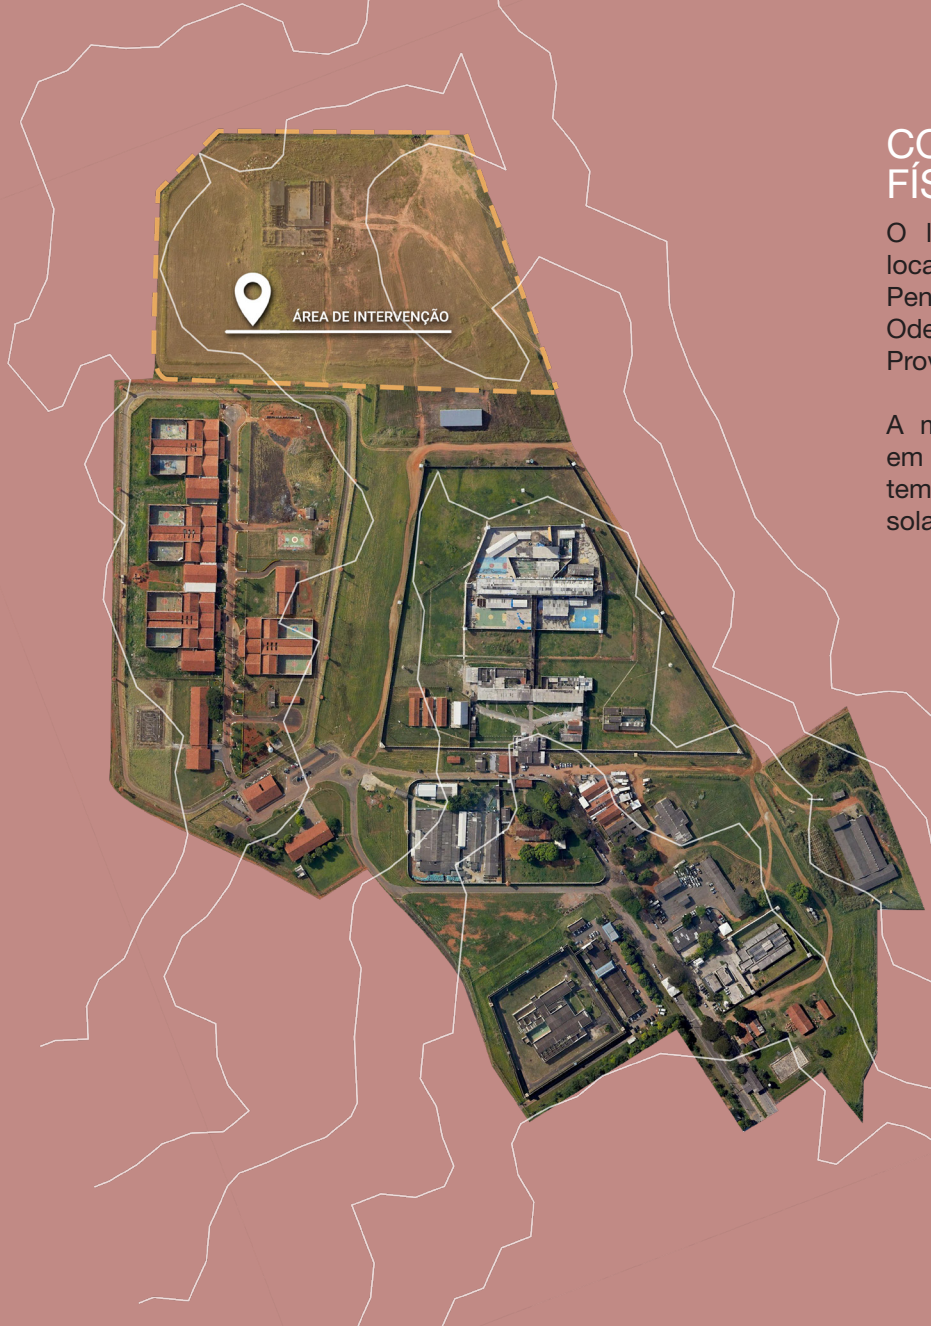 ÁREA DE INTERVENÇÃO
CO
FÍS
O I
loca
Pen
Ode
Prov
A n
em
tem
sola